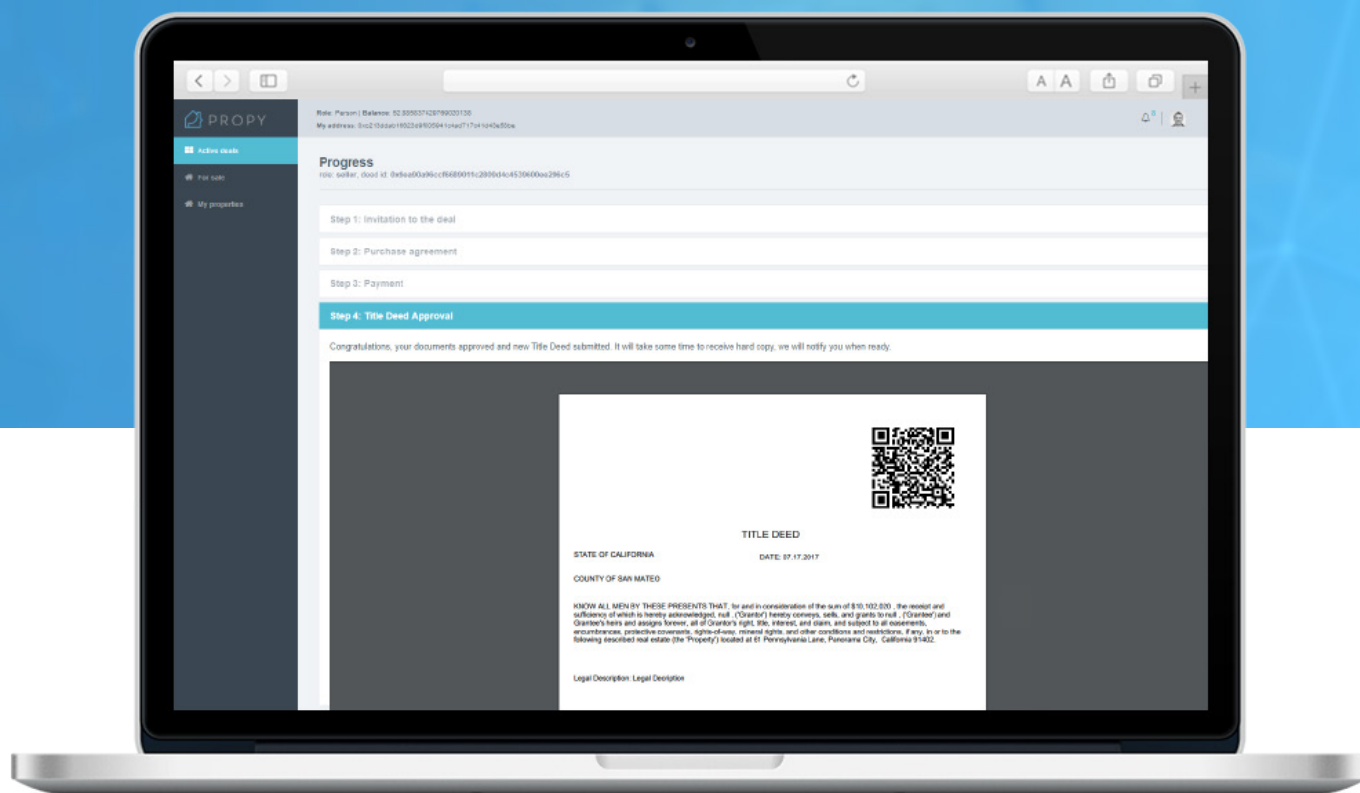 A A
PROPY
Role: Person | Balance:
My address:
Active deals
For sale
My properties
Progress
role: seller, deed id:
Step 1: Invitation to the deal
Step 2: Purchase agreement
Step 3: Payment
Step 4: Title Deed Approval
Congratulations, your documents approved and new Title Deed submitted. It will take some time to receive hard copy, we will notify you when ready.
TITLE DEED
STATE OF CALIFORNIA
DATE: 07.17.2017
COUNTY OF SAN MATEO
KNOW ALL MEN BY THESE PRESENTS THAT, for and in consideration of the sum of $10,102,020 , the receipt and
sufficiency of which is hereby acknowledged, null , ("Grantor") hereby conveys, sells, and grants to null , ("Grantee") and
Grantee's heirs and assigns forever, all of Grantor's right, title, interest, and claim, and subject to all easements,
encumbrances, protective covenants, rights-of-way, mineral rights, and other conditions and restrictions, if any, in or to the
following described real estate (the "Property") located at 61 Pennsylvania Lane, Panorama City, California 91402.
Legal Description: Legal Decription